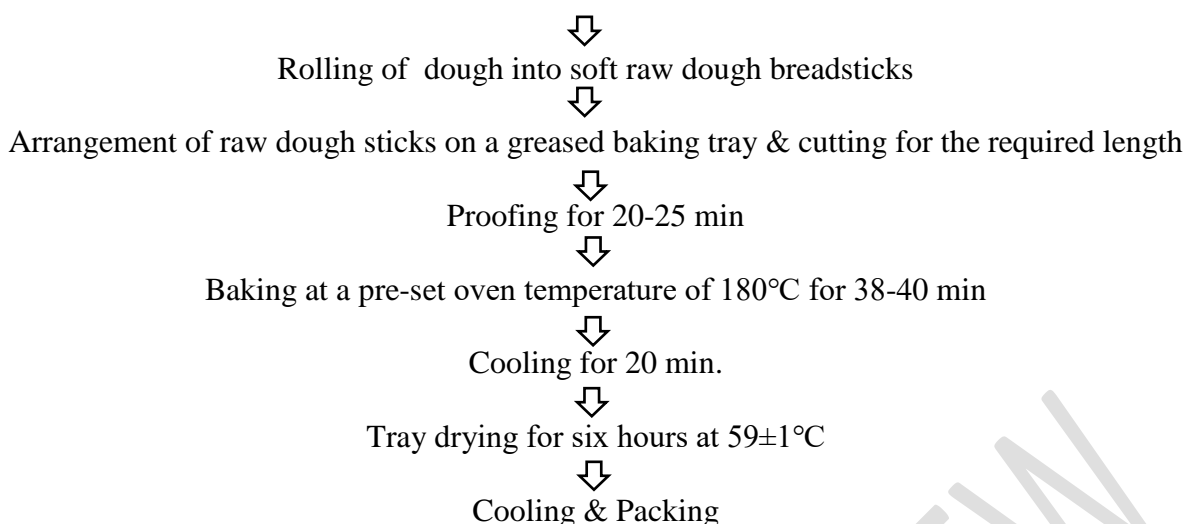 Rolling of dough into soft raw dough breadsticks
Arrangement of raw dough sticks on a greased baking tray & cutting for the required length
Proofing for 20-25 min
Baking at a pre-set oven temperature of 180℃ for 38-40 min
Cooling for 20 min.
Tray drying for six hours at 59±1℃
Cooling & Packing